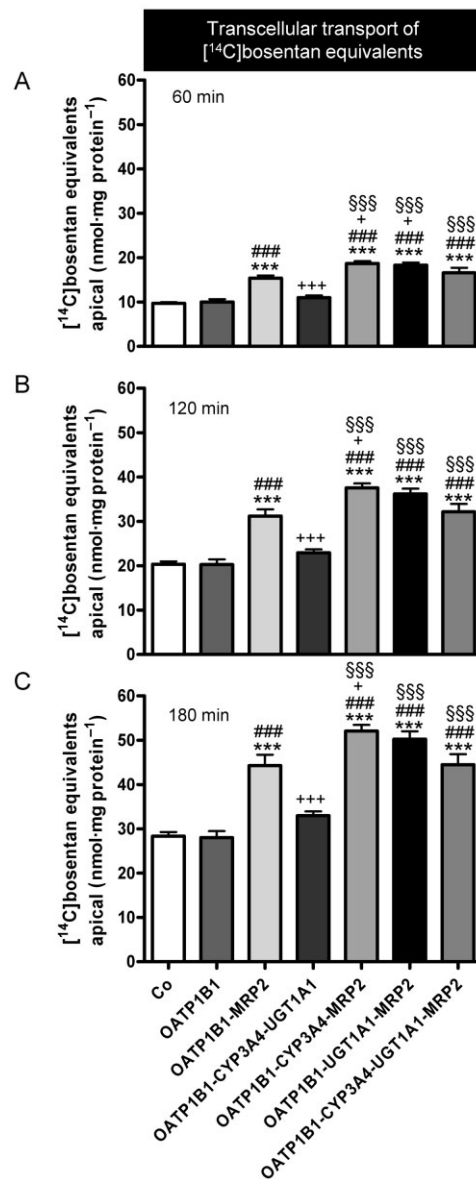 Transcellular transport of
[¹⁴C]bosentan equivalents
A
60 min
[¹⁴C]bosentan equivalents
apical (nmol·mg protein⁻¹)
60
50
40
30
20
10
0
###
***
+++
§§§
+
###
***
§§§
+
###
***
§§§
###
***
B
120 min
[¹⁴C]bosentan equivalents
apical (nmol·mg protein⁻¹)
60
50
40
30
20
10
0
###
***
+++
§§§
+
###
***
§§§
###
***
§§§
###
***
C
180 min
[¹⁴C]bosentan equivalents
apical (nmol·mg protein⁻¹)
60
50
40
30
20
10
0
###
***
+++
§§§
+
###
***
§§§
###
***
§§§
###
***
Co
OATP1B1
OATP1B1-MRP2
OATP1B1-CYP3A4-UGT1A1
OATP1B1-CYP3A4-MRP2
OATP1B1-UGT1A1-MRP2
OATP1B1-CYP3A4-UGT1A1-MRP2